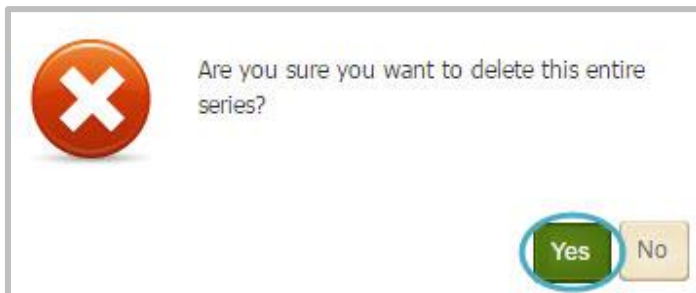 Are you sure you want to delete this entire
series?
Yes
No